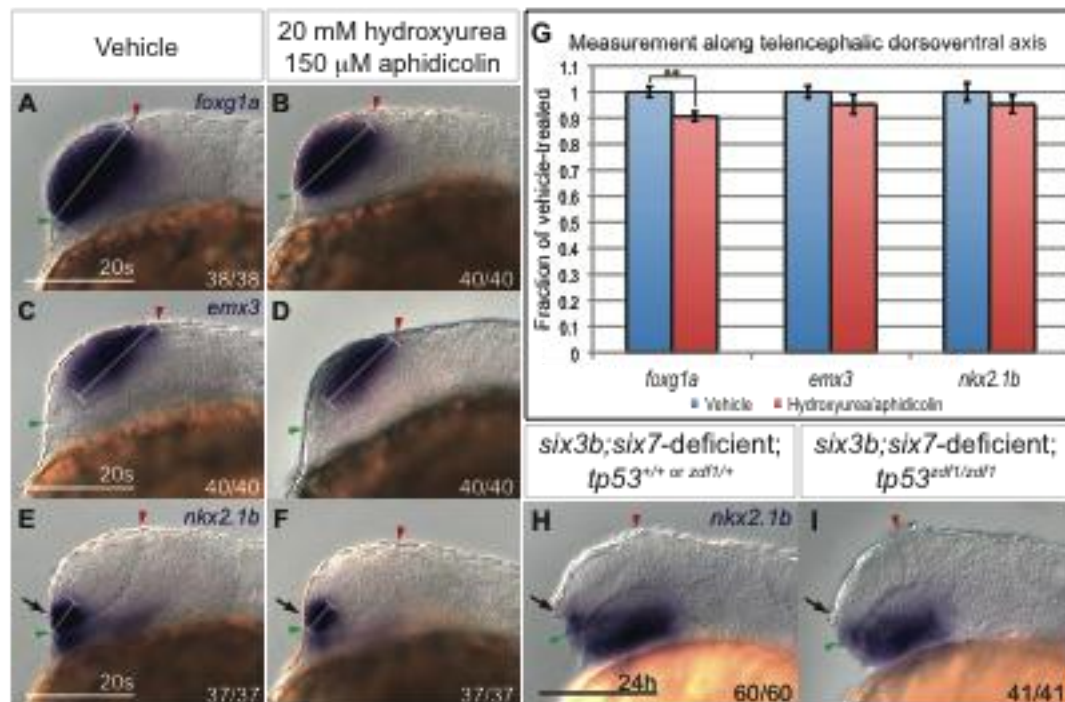 Vehicle
20 mM hydroxyurea
150 μM aphidicolin
A
foxg1a
20s
38/38
B
40/40
C
emx3
20s
40/40
D
40/40
E
nkx2.1b
20s
37/37
F
37/37
G
Measurement along telencephalic dorsoventral axis
Fraction of vehicle-treated
1.1
1
0.9
0.8
0.7
0.6
0.5
0.4
0.3
0.2
0.1
0
**
foxg1a
emx3
nkx2.1b
Vehicle
Hydroxyurea/aphidicolin
six3b;six7-deficient;
tp53+/+ or zdf1/+
six3b;six7-deficient;
tp53zdf1/zdf1
H
nkx2.1b
24h
60/60
I
41/41